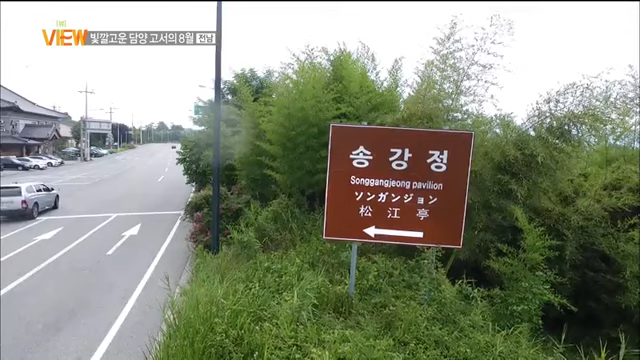 [뷰]
VIEW 빛깔고운 담양 고서의 8월 전남
송강정
Songgangjeong pavilion
ソンガンジョン
松江亭